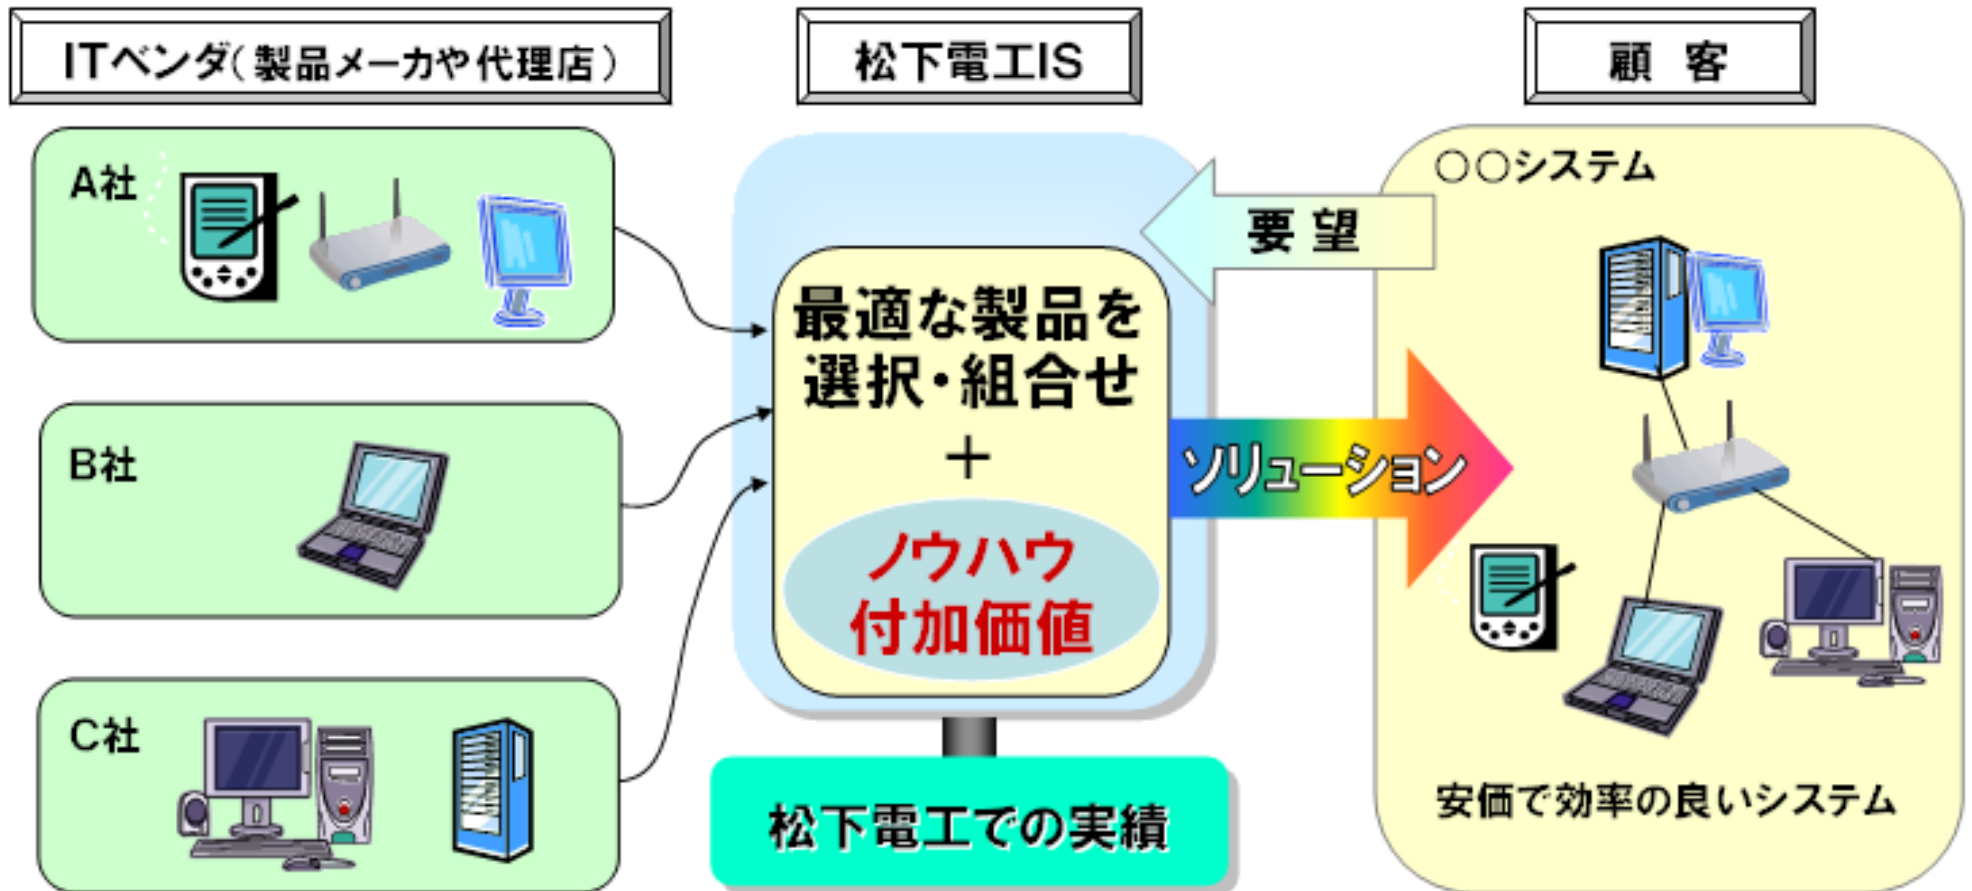 ITベンダ(製品メーカや代理店)
松下電工IS
顧 客
A社
B社
C社
最適な製品を
選択・組合せ
+
ノウハウ
付加価値
松下電工での実績
要 望
ソリューション
○○システム
安価で効率の良いシステム